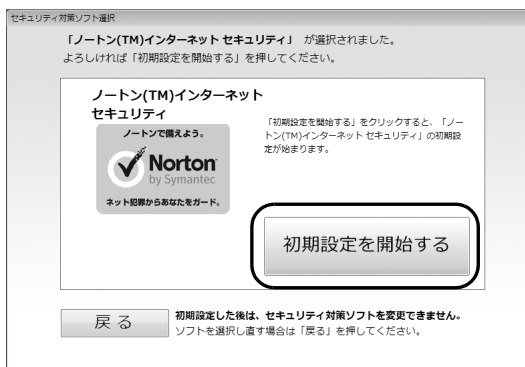 セキュリティ対策ソフト選択
「ノートン(TM)インターネット セキュリティ」 が選択されました。
よろしければ「初期設定を開始する」を押してください。
ノートン(TM)インターネット
セキュリティ
ノートンで備えよう。
Norton
by Symantec
ネット犯罪からあなたをガード。
「初期設定を開始する」をクリックすると、「ノー
トン(TM)インターネット セキュリティ」の初期設
定が始まります。
初期設定を開始する
戻る
初期設定した後は、セキュリティ対策ソフトを変更できません。
ソフトを選択し直す場合は「戻る」を押してください。